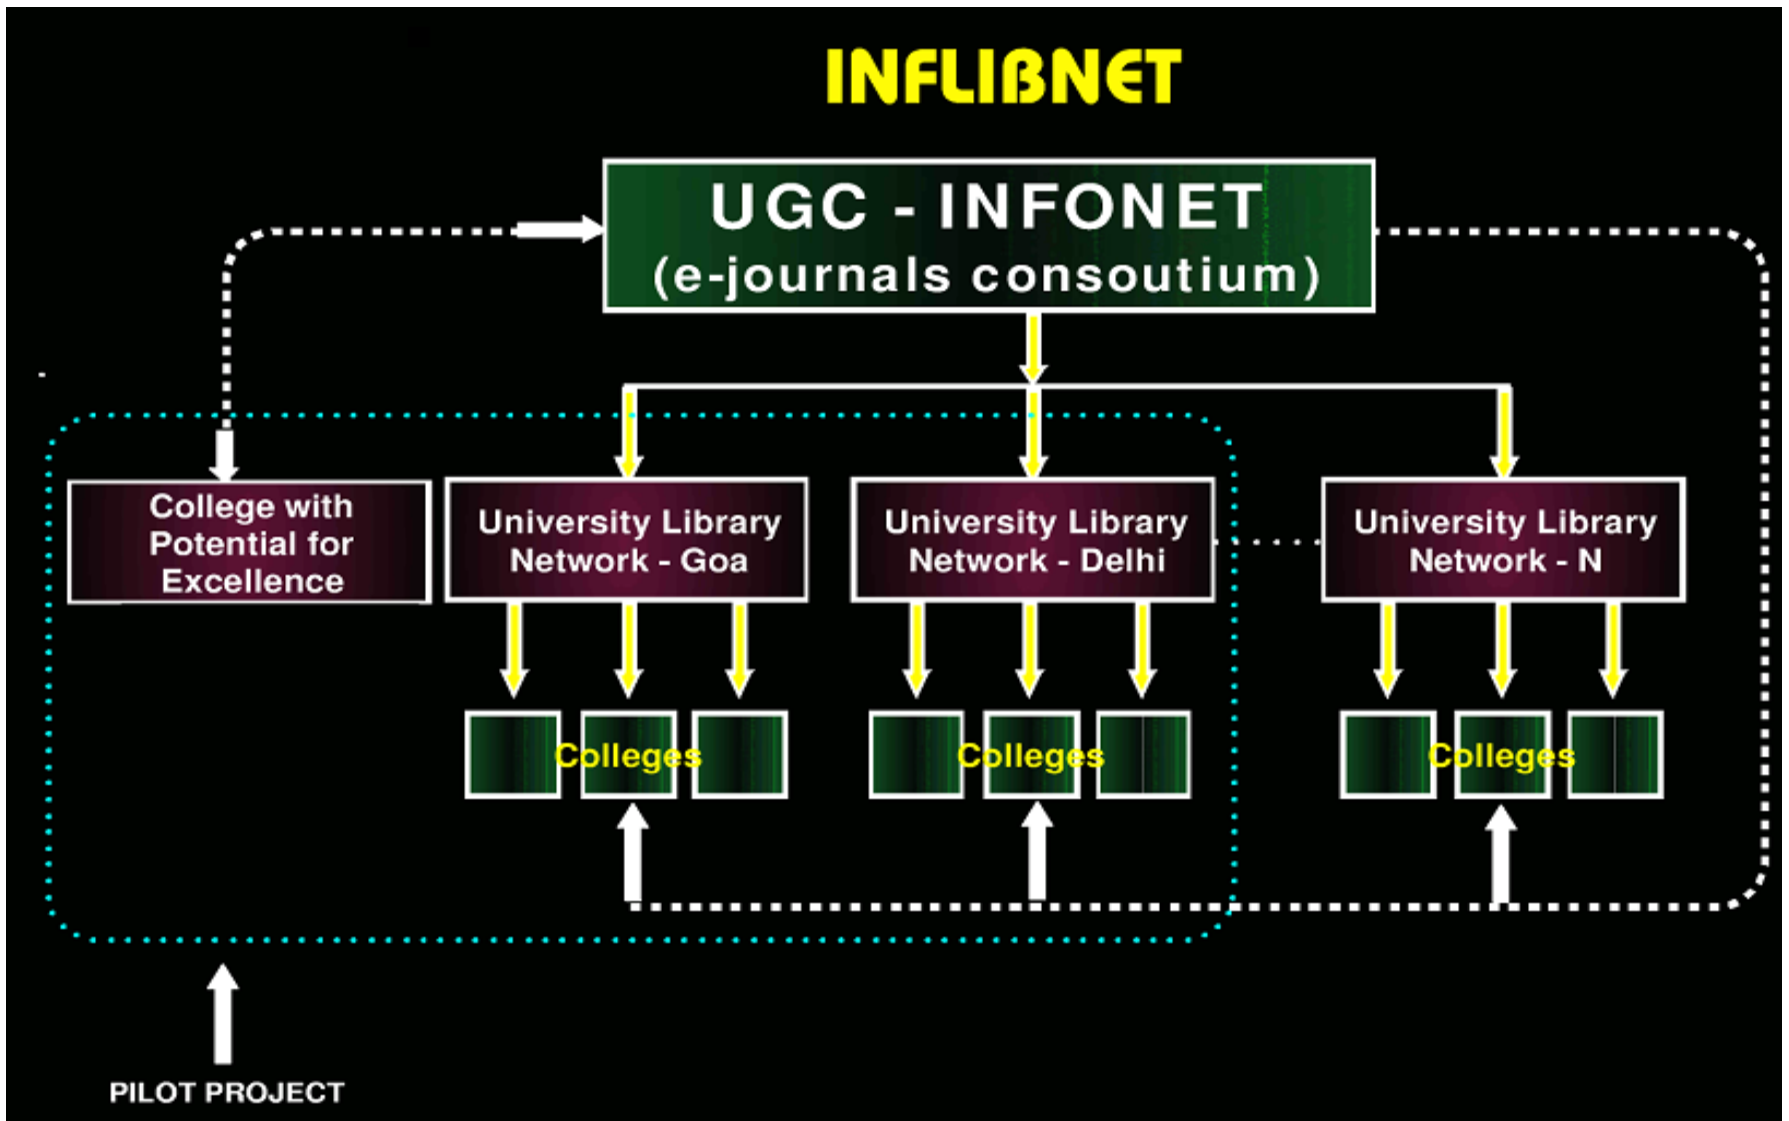 INFLIBNET
UGC - INFONET
(e-journals consoutium)
College with
Potential for
Excellence
University Library
Network - Goa
University Library
Network - Delhi
University Library
Network - N
Colleges
Colleges
Colleges
PILOT PROJECT